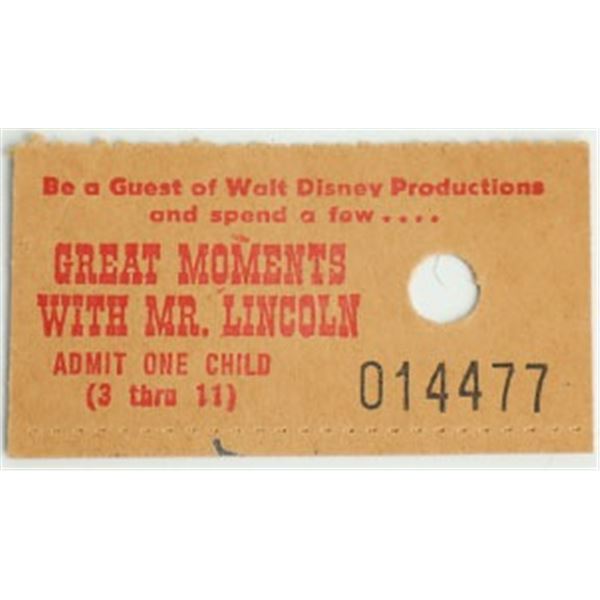 Be a Guest of Walt Disney Productions
and spend a few....
GREAT MOMENTS
WITH MR. LINCOLN
ADMIT ONE CHILD
(3 thru 11)
014477